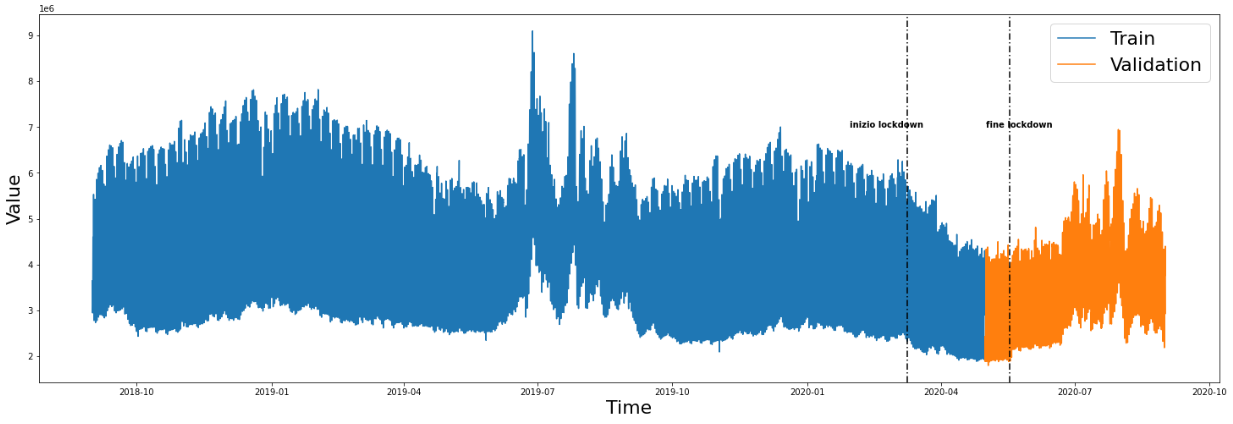 1e6
Train
Validation
inizio lockdown
fine lockdown
Value
9
8
7
6
5
4
3
2
2018-10
2019-01
2019-04
2019-07
2019-10
2020-01
2020-04
2020-07
2020-10
Time